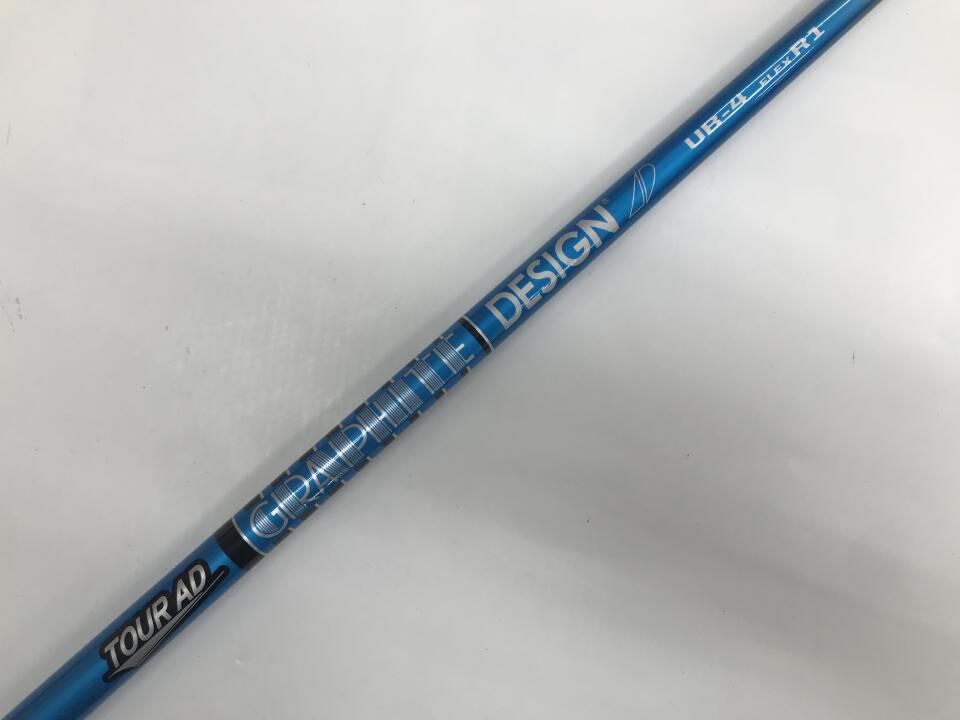 TOUR AD
GRAPHITE
DESIGN®
UB-4 FLEX R1